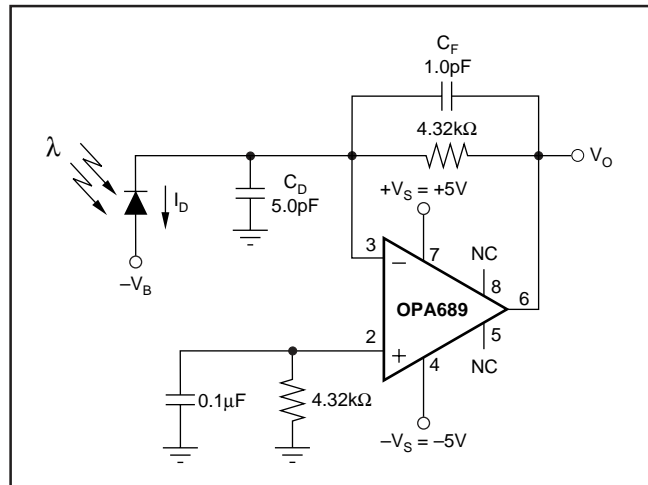 C_F
1.0pF
4.32kΩ
λ
V_O
C_D
5.0pF
I_D
+V_S = +5V
–V_B
3
7
NC
8
–
OPA689
6
2
5
+
4
NC
0.1µF
4.32kΩ
–V_S = –5V